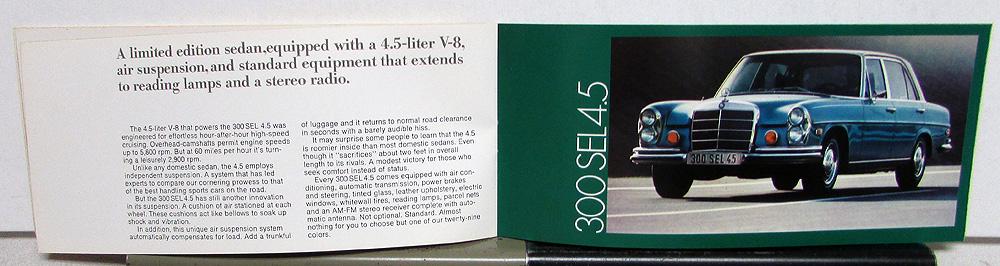 A limited edition sedan,equipped with a 4.5-liter V-8,
air suspension, and standard equipment that extends
to reading lamps and a stereo radio.
The 4.5-liter V-8 that powers the 300 SEL 4.5 was
engineered for effortless hour-after-hour high-speed
cruising. Overhead-camshafts permit engine speeds
up to 5,800 rpm. But at 60 miles per hour it's turn-
ing a leisurely 2,900 rpm.
Unlike any domestic sedan, the 4.5 employs
independent suspension. A system that has led
experts to compare our cornering prowess to that
of the best handling sports cars on the road.
But the 300 SEL 4.5 has still another innovation
in its suspension. A cushion of air stationed at each
wheel. These cushions act like bellows to soak up
shock and vibration.
In addition, this unique air suspension system
automatically compensates for load. Add a trunkful
of luggage and it returns to normal road clearance
in seconds with a barely audible hiss.
It may surprise some people to learn that the 4.5
is roomier inside than most domestic sedans. Even
though it "sacrifices" about two feet in overall
length to its rivals. A modest victory for those who
seek comfort instead of status.
Every 300 SEL 4.5 comes equipped with air con-
ditioning, automatic transmission, power brakes
and steering, tinted glass, leather upholstery, electric
windows, whitewall tires, reading lamps, parcel nets
and an AM-FM stereo receiver complete with auto-
matic antenna. Not optional. Standard. Almost
nothing for you to choose but one of our twenty-nine
colors.
300 SEL 4.5
300 SEL 45